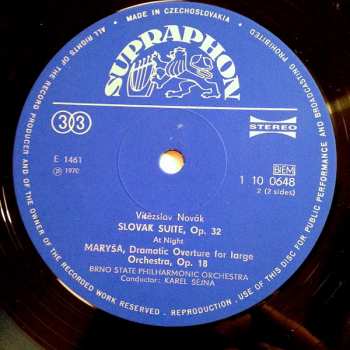 MADE IN CZECHOSLOVAKIA
ALL RIGHTS OF THE RECORD PRODUCER AND OF THE OWNER OF THE RECORDED WORK RESERVED - REPRODUCTION - USE OF THIS DISC FOR PUBLIC PERFORMANCE AND BROADCASTING PROHIBITED
SUPRAPHON
33
STEREO
E 1461
℗ 1970
BIEM
1 10 0648
2 (2 sides)
Vítězslav Novák
SLOVAK SUITE, Op. 32
At Night
MARYŠA, Dramatic Overture for large
Orchestra, Op. 18
BRNO STATE PHILHARMONIC ORCHESTRA
Conductor: KAREL ŠEJNA